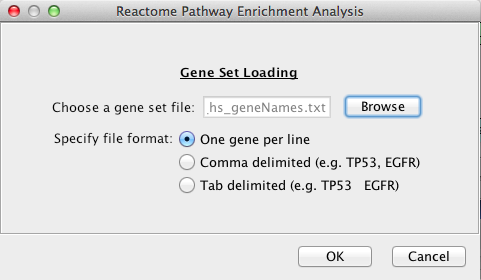 Reactome Pathway Enrichment Analysis
Gene Set Loading
Choose a gene set file: _hs_geneNames.txt Browse
Specify file format: One gene per line
Comma delimited (e.g. TP53, EGFR)
Tab delimited (e.g. TP53 EGFR)
OK Cancel